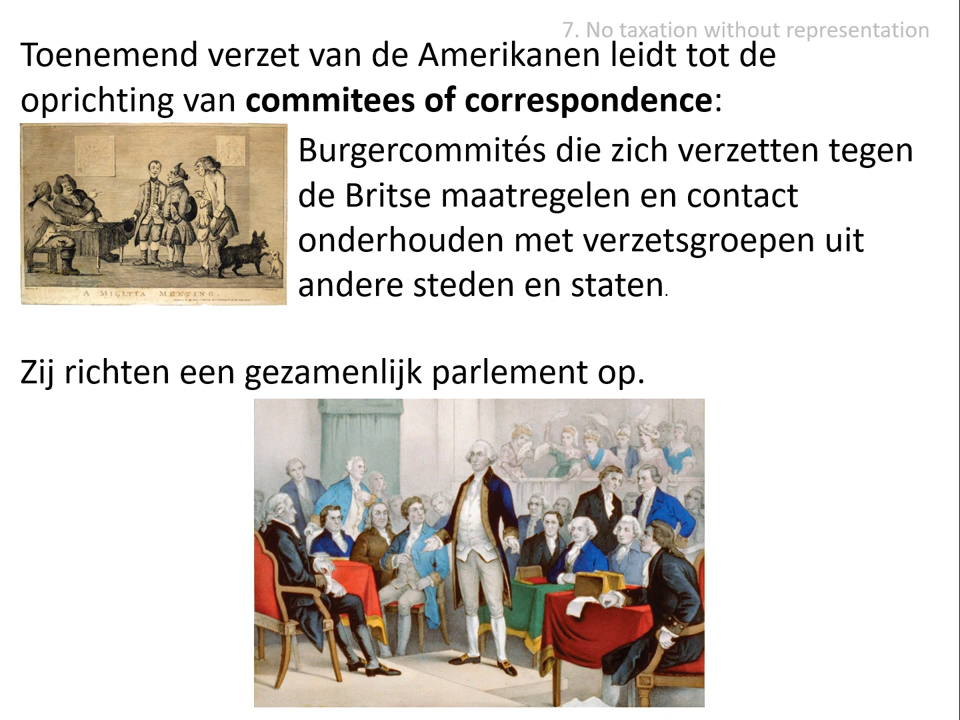 7. No taxation without representation
Toenemend verzet van de Amerikanen leidt tot de
oprichting van commitees of correspondence:
Burgercommités die zich verzetten tegen
de Britse maatregelen en contact
onderhouden met verzetsgroepen uit
andere steden en staten.
A MILITIA MEETING.
Zij richten een gezamenlijk parlement op.